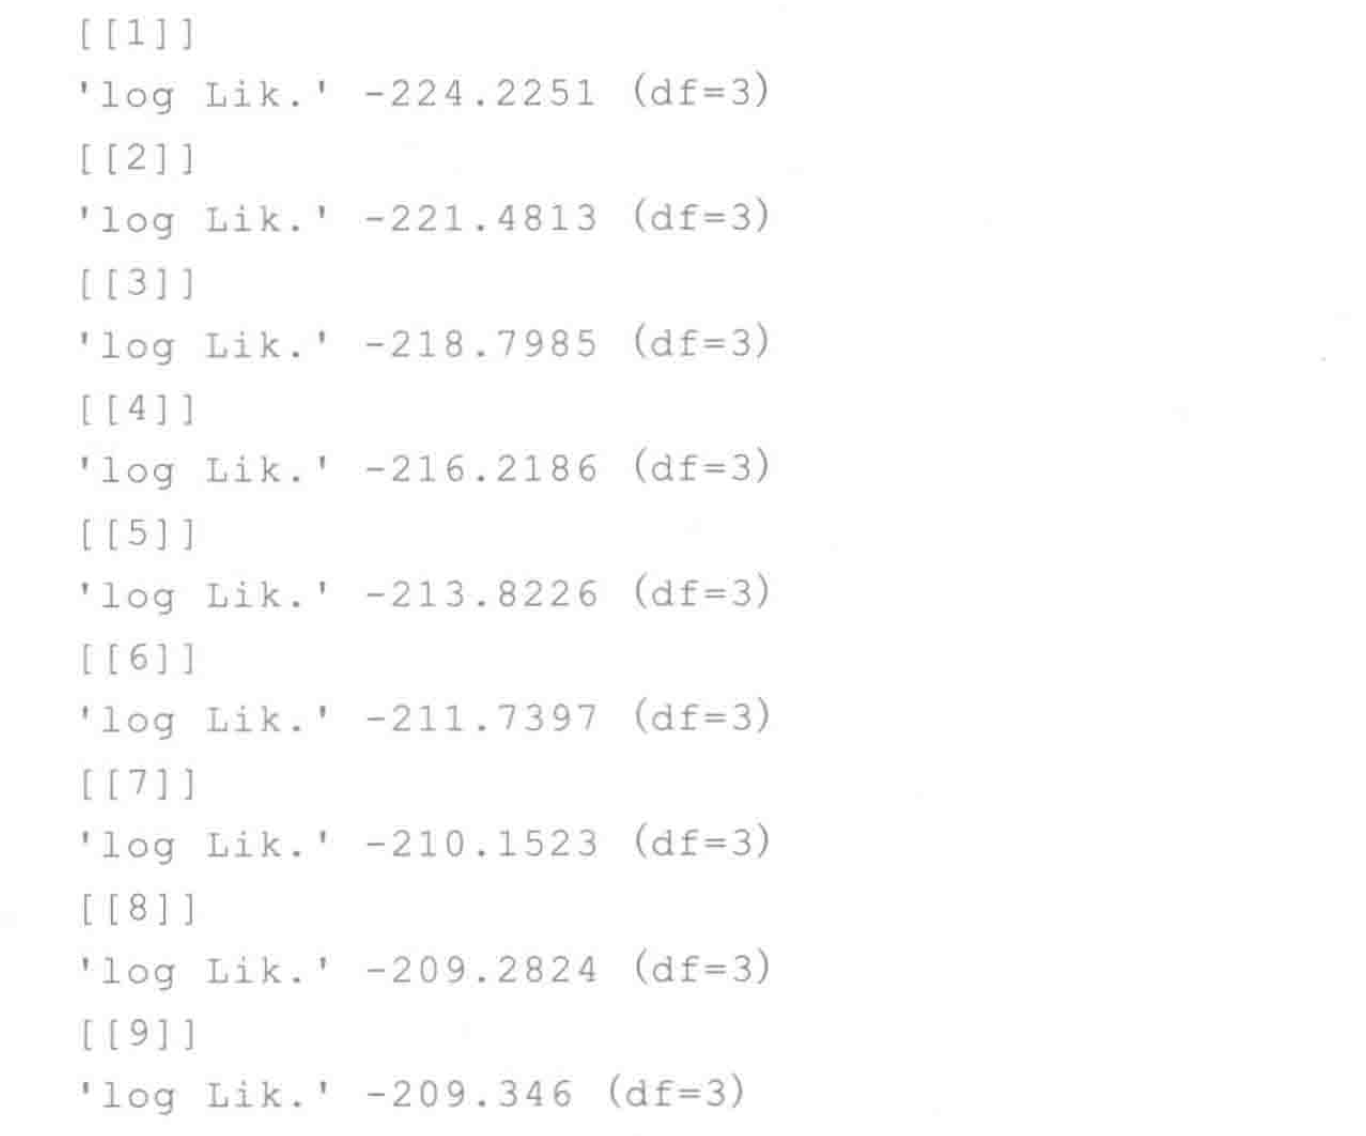 [[1]]
'log Lik.' -224.2251 (df=3)
[[2]]
'log Lik.' -221.4813 (df=3)
[[3]]
'log Lik.' -218.7985 (df=3)
[[4]]
'log Lik.' -216.2186 (df=3)
[[5]]
'log Lik.' -213.8226 (df=3)
[[6]]
'log Lik.' -211.7397 (df=3)
[[7]]
'log Lik.' -210.1523 (df=3)
[[8]]
'log Lik.' -209.2824 (df=3)
[[9]]
'log Lik.' -209.346 (df=3)